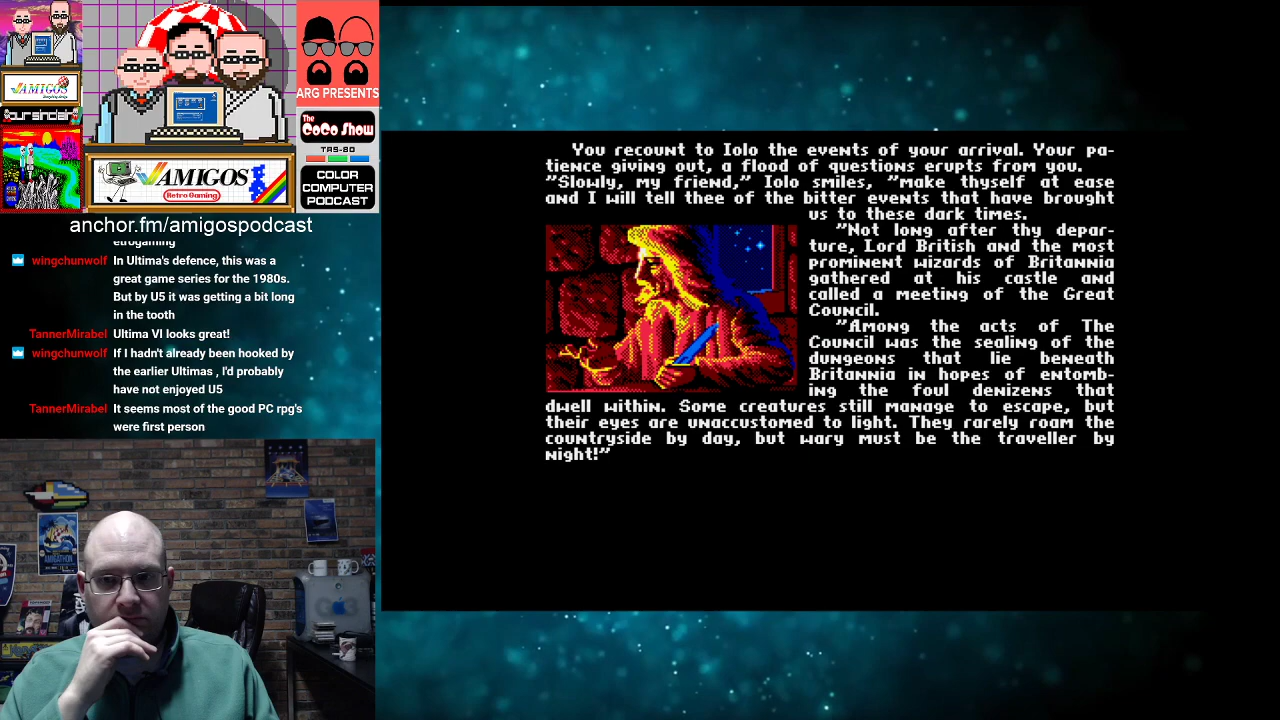 AMIGOS
OUR SINCLAIR
AMIGOS
Retro Gaming
ARG PRESENTS
The
CoCo Show
TRS-80
COLOR
COMPUTER
PODCAST
anchor.fm/amigospodcast
etrogaming
wingchunwolf In Ultima's defence, this was a
great game series for the 1980s.
But by U5 it was getting a bit long
in the tooth
TannerMirabel Ultima VI looks great!
wingchunwolf If I hadn't already been hooked by
the earlier Ultimas , I'd probably
have not enjoyed U5
TannerMirabel It seems most of the good PC rpg's
were first person
You recount to Iolo the events of your arrival. Your pa-
tience giving out, a flood of questions erupts from you.
"Slowly, my friend," Iolo smiles, "make thyself at ease
and I will tell thee of the bitter events that have brought
us to these dark times.
"Not long after thy depar-
ture, Lord British and the most
prominent wizards of Britannia
gathered at his castle and
called a meeting of the Great
Council.
"Among the acts of The
Council was the sealing of the
dungeons that lie beneath
Britannia in hopes of entomb-
ing the foul denizens that
dwell within. Some creatures still manage to escape, but
their eyes are unaccustomed to light. They rarely roam the
countryside by day, but wary must be the traveller by
night!"